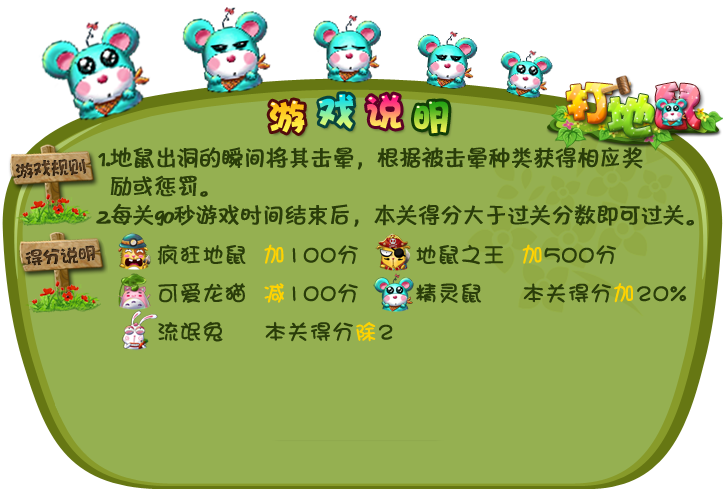 游戏说明
打地鼠
游戏规则
1.地鼠出洞的瞬间将其击晕，根据被击晕种类获得相应奖
励或惩罚。
2.每关90秒游戏时间结束后，本关得分大于过关分数即可过关。
得分说明
疯狂地鼠 加100分 地鼠之王 加500分
可爱龙猫 减100分 精灵鼠 本关得分加20%
流氓兔 本关得分除2